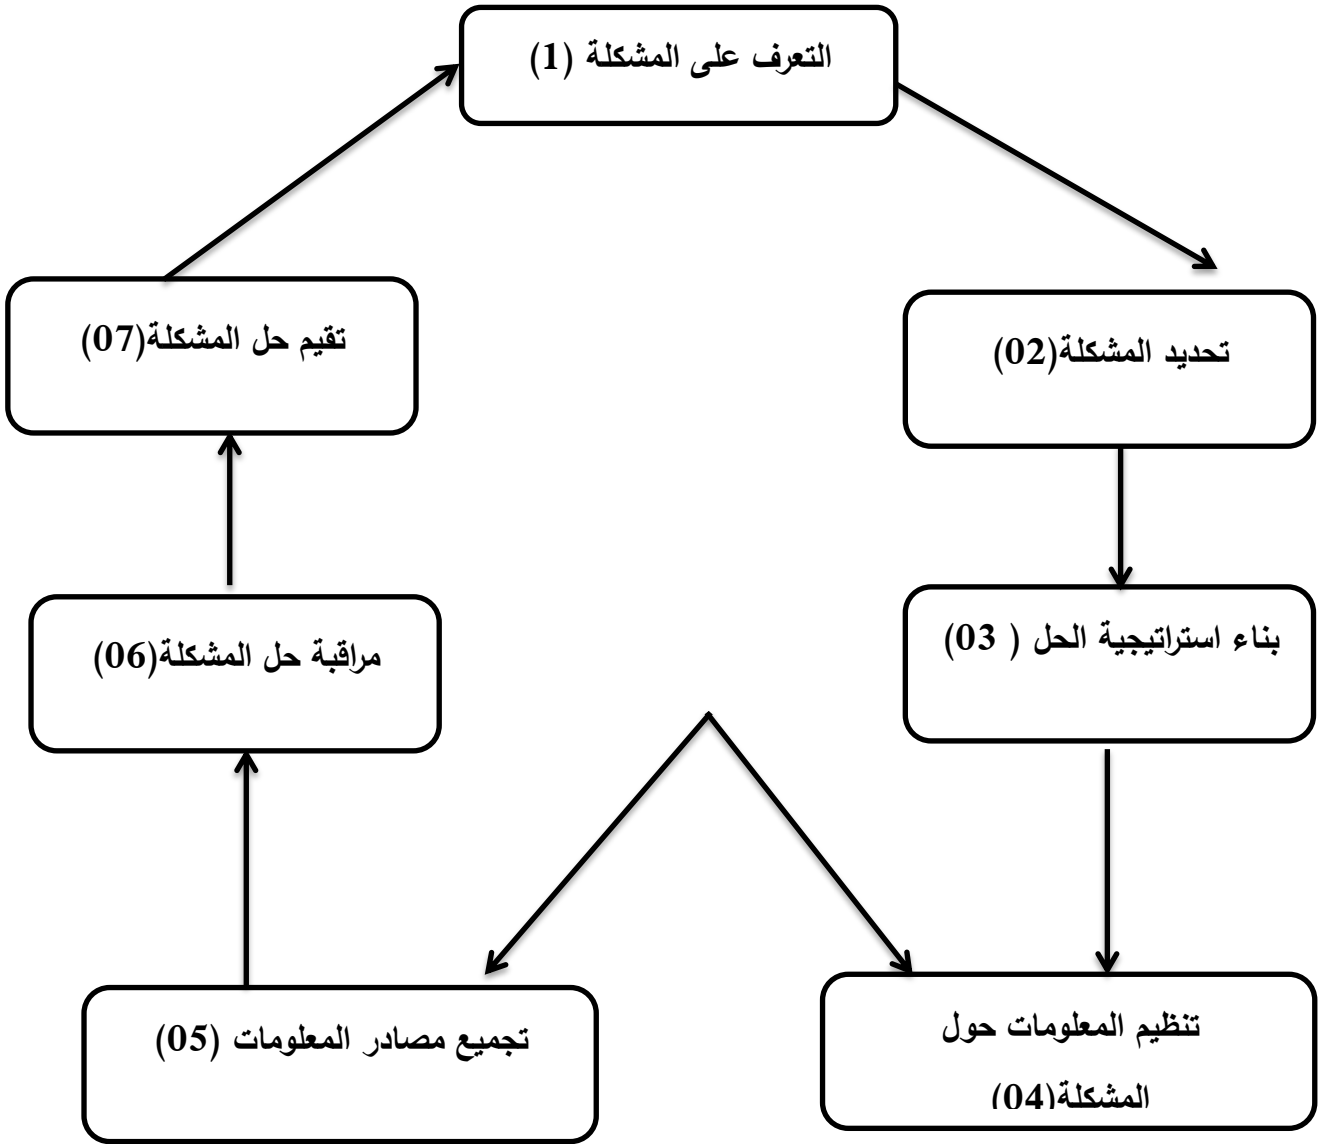 التعرف على المشكلة (1)
تحديد المشكلة(02)
بناء استراتيجية الحل ( 03)
تنظيم المعلومات حول
المشكلة(04)
تجميع مصادر المعلومات (05)
مراقبة حل المشكلة(06)
تقيم حل المشكلة(07)